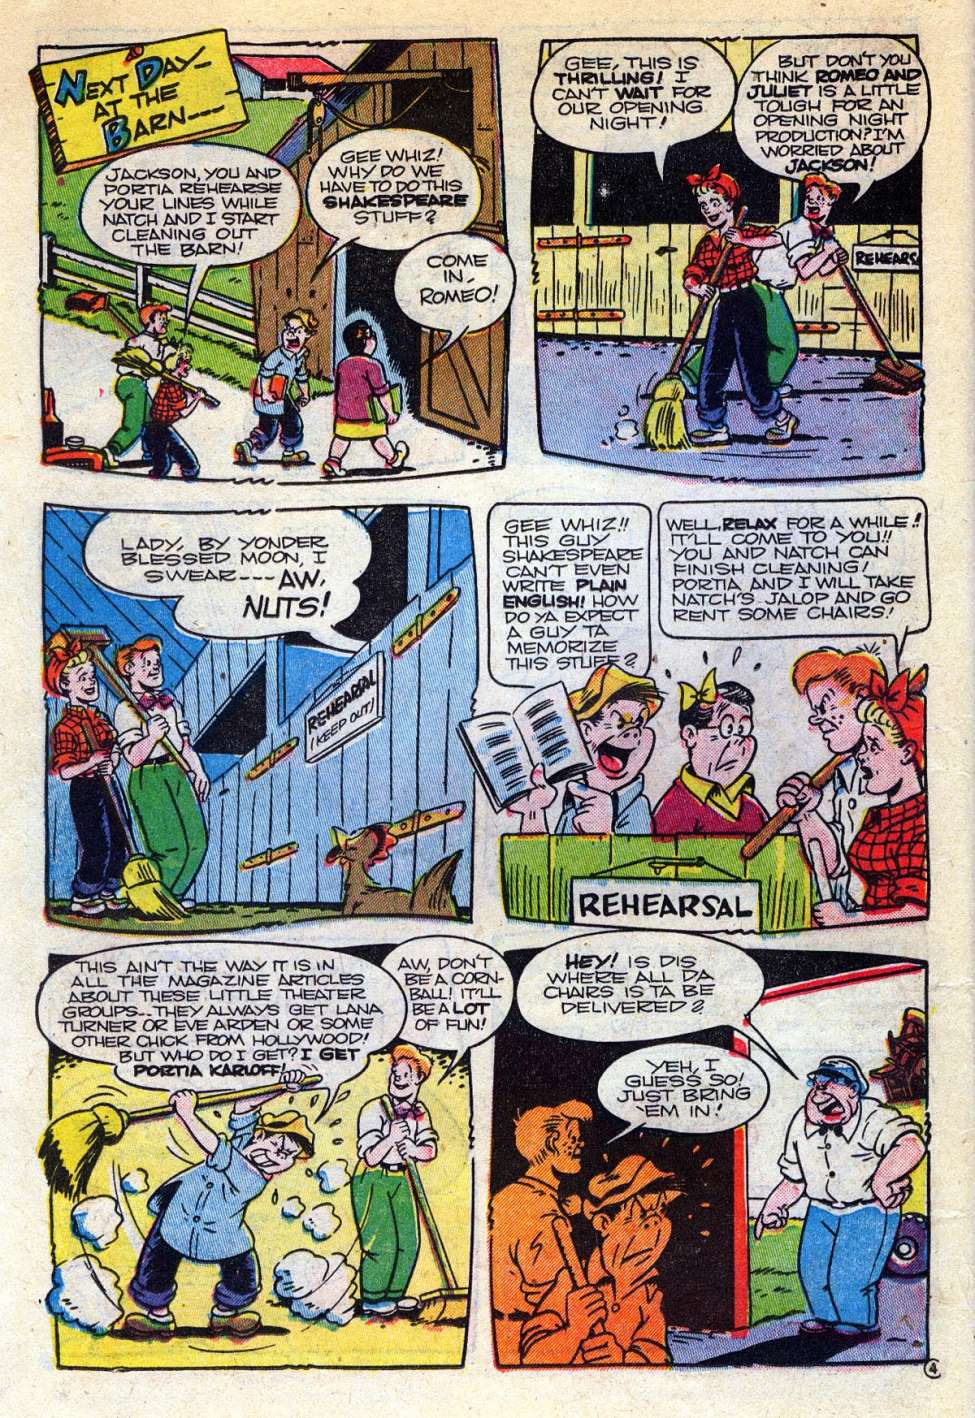 NEXT DAY—
AT THE
BARN----
JACKSON, YOU AND
PORTIA REHEARSE
YOUR LINES WHILE
NATCH AND I START
CLEANING OUT
THE BARN!
GEE WHIZ!
WHY DO WE
HAVE TO DO THIS
SHAKESPEARE
STUFF?
COME
IN,
ROMEO!
GEE, THIS IS
THRILLING! I
CAN'T WAIT FOR
OUR OPENING
NIGHT!
BUT DON'T YOU
THINK ROMEO AND
JULIET IS A LITTLE
TOUGH FOR AN
OPENING NIGHT
PRODUCTION? I'M
WORRIED ABOUT
JACKSON!
REHEARS
LADY, BY YONDER
BLESSED MOON, I
SWEAR---- AW,
NUTS!
REHEARSAL
(KEEP OUT)
GEE WHIZ!!
THIS GUY
SHAKESPEARE
CAN'T EVEN
WRITE PLAIN
ENGLISH! HOW
DO YA EXPECT
A GUY TA
MEMORIZE
THIS STUFF?
WELL, RELAX FOR A WHILE!
IT'LL COME TO YOU!!
YOU AND NATCH CAN
FINISH CLEANING!
PORTIA AND I WILL TAKE
NATCH'S JALOP AND GO
RENT SOME CHAIRS!
REHEARSAL
THIS AIN'T THE WAY IT IS IN
ALL THE MAGAZINE ARTICLES
ABOUT THESE LITTLE THEATER
GROUPS... THEY ALWAYS GET LANA
TURNER OR EVE ARDEN OR SOME
OTHER CHICK FROM HOLLYWOOD!
BUT WHO DO I GET? I GET
PORTIA KARLOFF!
AW, DON'T
BE A CORN-
BALL! IT'LL
BE A LOT
OF FUN!
HEY! IS DIS
WHERE ALL DA
CHAIRS IS TA BE
DELIVERED?
YEH, I
GUESS SO!
JUST BRING
'EM IN!
4